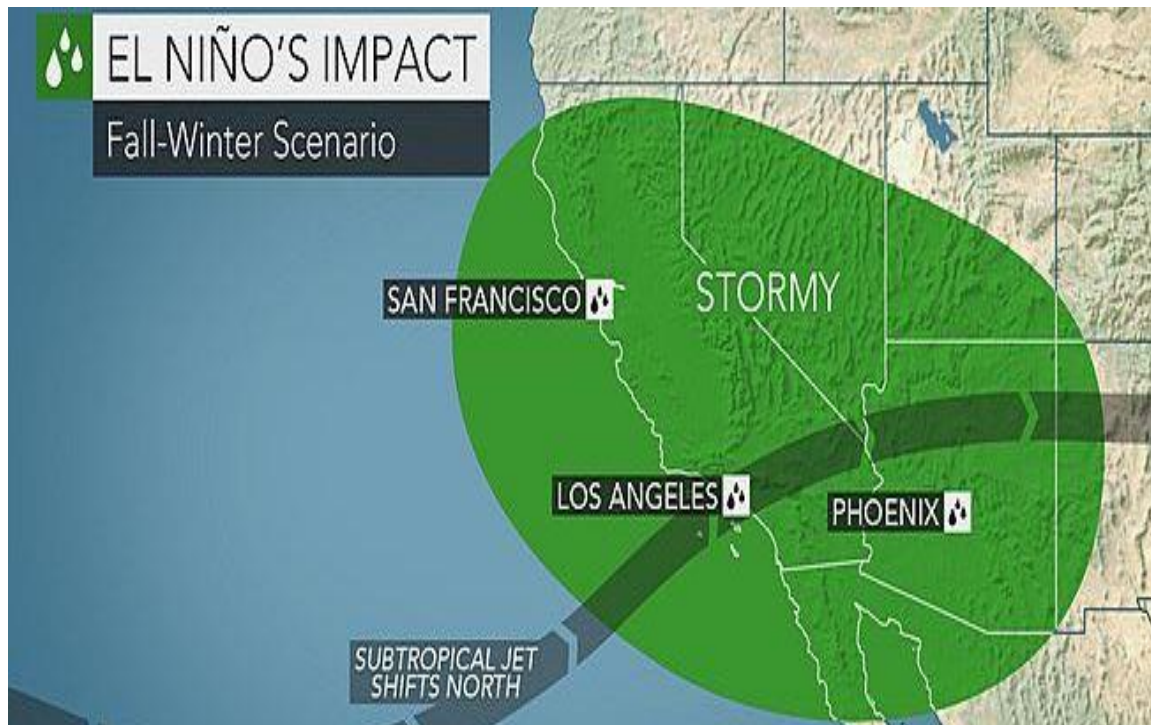 EL NIÑO'S IMPACT
Fall-Winter Scenario
SAN FRANCISCO
STORMY
LOS ANGELES
PHOENIX
SUBTROPICAL JET
SHIFTS NORTH